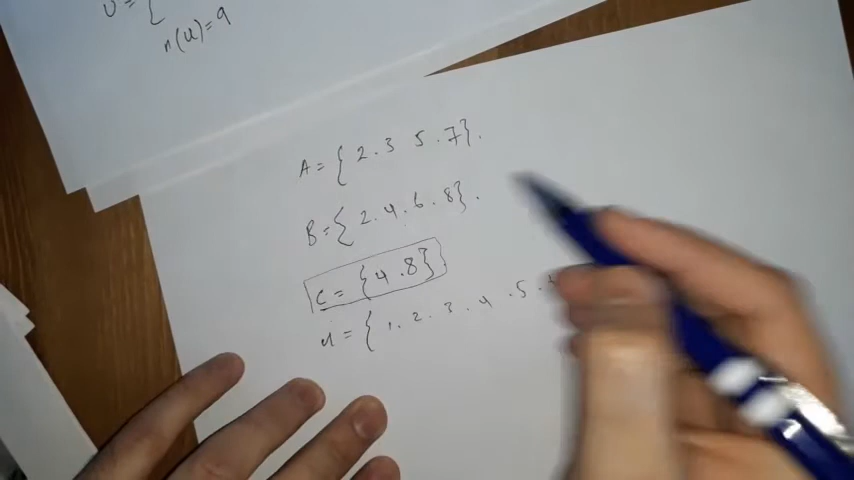 U = {
n(U)=9
A = { 2 . 3 5 . 7} .
B = { 2 . 4 . 6 . 8} .
C = {4 . 8}
U = { 1 . 2 . 3 . 4 . 5 .